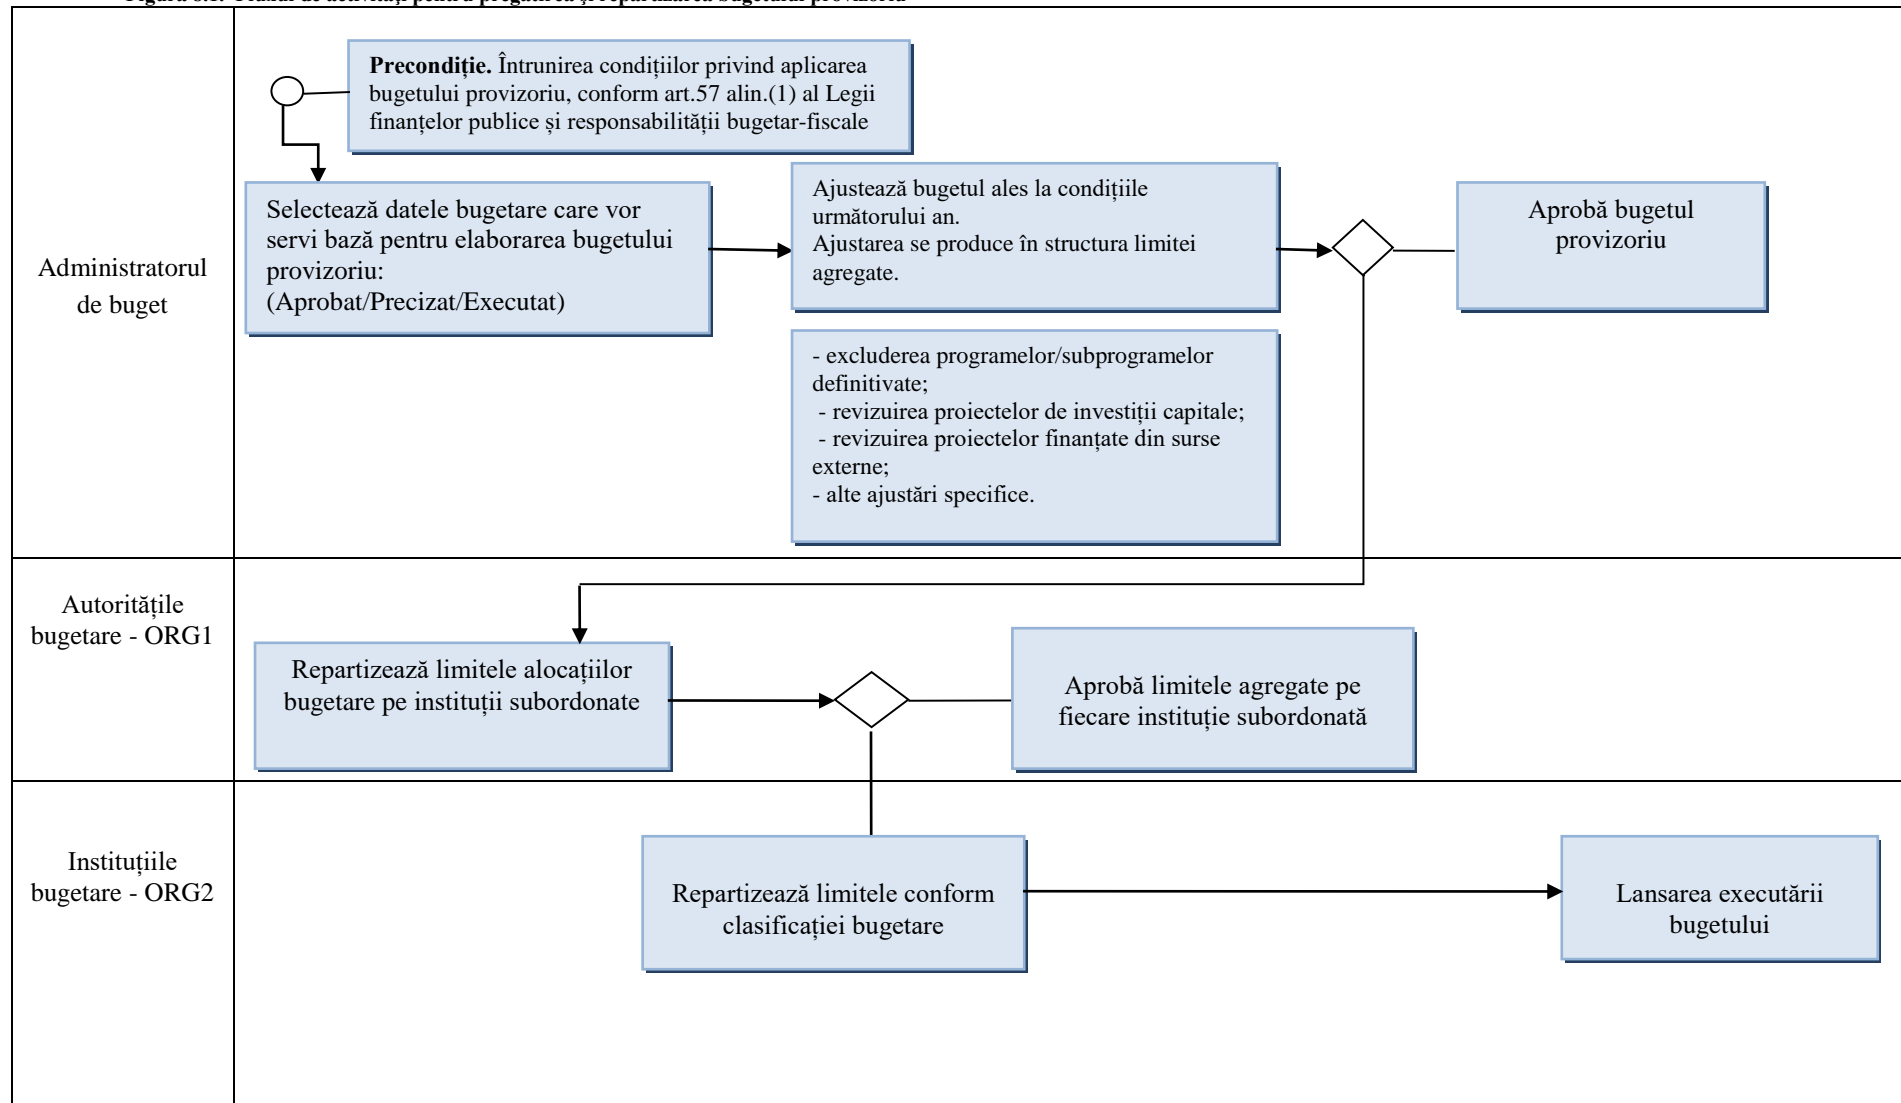 Precondiție. Întrunirea condițiilor privind aplicarea
bugetului provizoriu, conform art.57 alin.(1) al Legii
finanțelor publice și responsabilității bugetar-fiscale
Administratorul
de buget
Selectează datele bugetare care vor
servi bază pentru elaborarea bugetului
provizoriu:
(Aprobat/Precizat/Executat)
Ajustează bugetul ales la condițiile
următorului an.
Ajustarea se produce în structura limitei
agregate.
Aprobă bugetul
provizoriu
- excluderea programelor/subprogramelor
definitivate;
- revizuirea proiectelor de investiții capitale;
- revizuirea proiectelor finanțate din surse
externe;
- alte ajustări specifice.
Autoritățile
bugetare - ORG1
Repartizează limitele alocațiilor
bugetare pe instituții subordonate
Aprobă limitele agregate pe
fiecare instituție subordonată
Instituțiile
bugetare - ORG2
Repartizează limitele conform
clasificației bugetare
Lansarea executării
bugetului